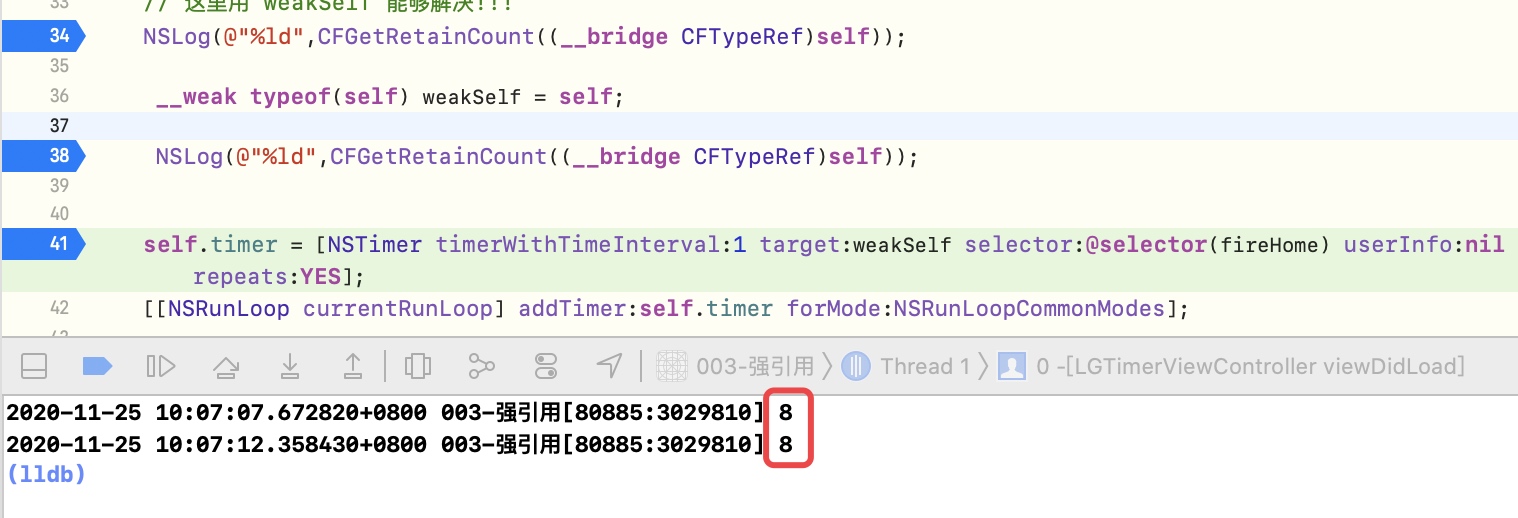 33 // 这里用 weakSelf 能够解决!!!
34 NSLog(@"%ld",CFGetRetainCount((__bridge CFTypeRef)self));
35
36 __weak typeof(self) weakSelf = self;
37
38 NSLog(@"%ld",CFGetRetainCount((__bridge CFTypeRef)self));
39
40
41 self.timer = [NSTimer timerWithTimeInterval:1 target:weakSelf selector:@selector(fireHome) userInfo:nil
repeats:YES];
42 [[NSRunLoop currentRunLoop] addTimer:self.timer forMode:NSRunLoopCommonModes];
003-强引用 Thread 1 0 -[LGTimerViewController viewDidLoad]
2020-11-25 10:07:07.672820+0800 003-强引用[80885:3029810] 8
2020-11-25 10:07:12.358430+0800 003-强引用[80885:3029810] 8
(lldb)